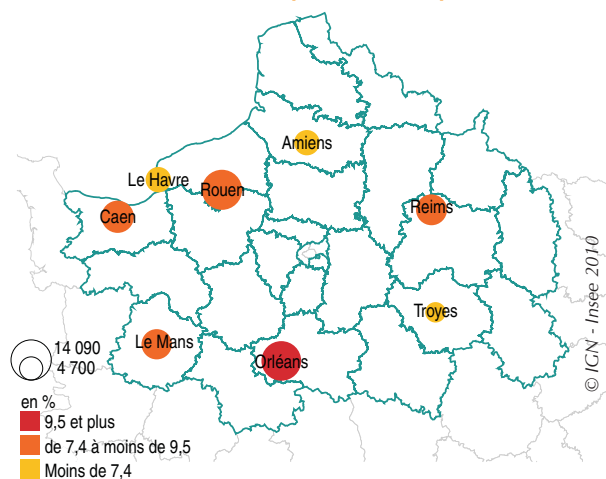 Amiens
Le Havre
Rouen
Caen
Reims
Troyes
Le Mans
Orléans
14 090
4 700
en %
9,5 et plus
de 7,4 à moins de 9,5
Moins de 7,4
© IGN - Insee 2010